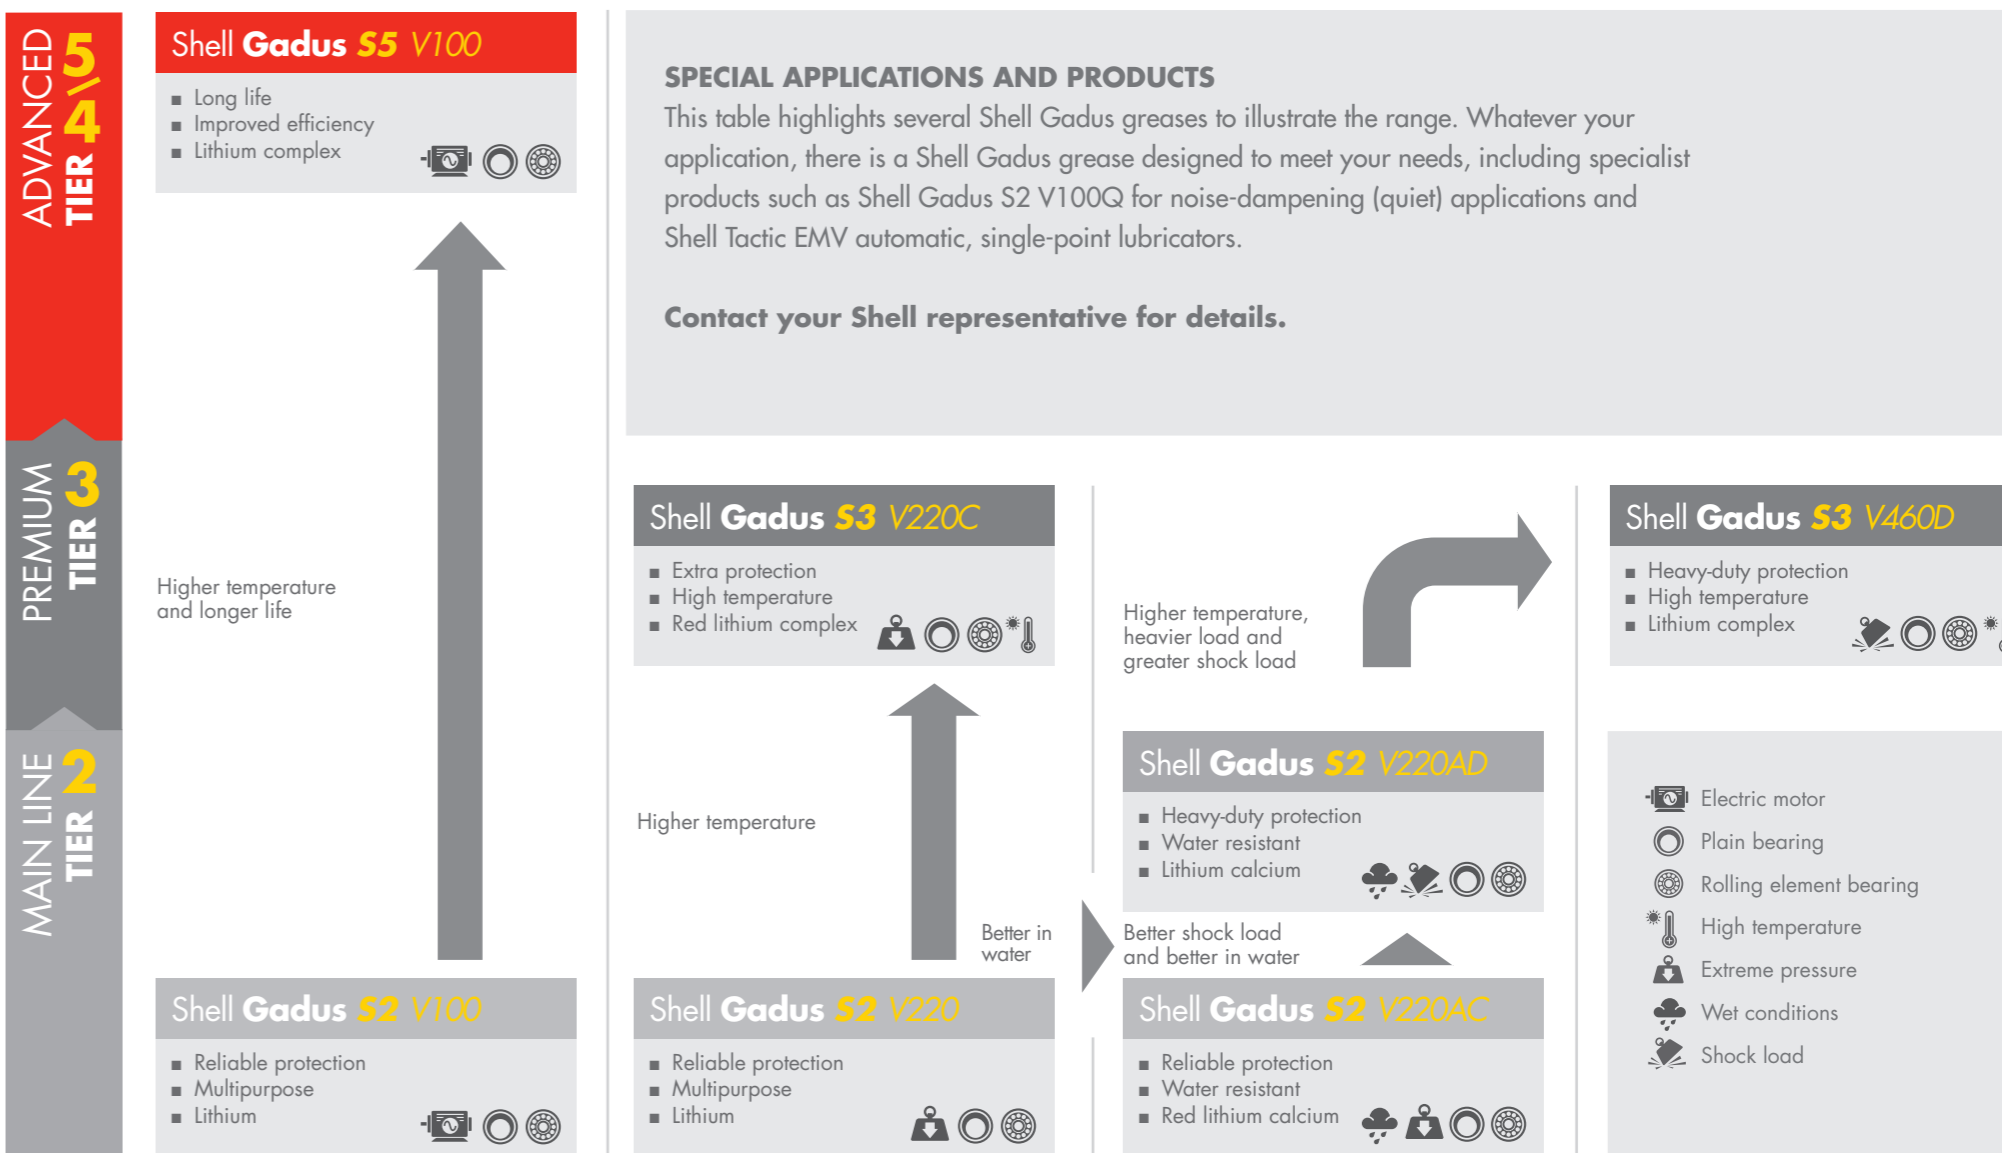 ADVANCED
TIER 4\5
Shell Gadus S5 V100
■ Long life
■ Improved efficiency
■ Lithium complex
SPECIAL APPLICATIONS AND PRODUCTS
This table highlights several Shell Gadus greases to illustrate the range. Whatever your
application, there is a Shell Gadus grease designed to meet your needs, including specialist
products such as Shell Gadus S2 V100Q for noise-dampening (quiet) applications and
Shell Tactic EMV automatic, single-point lubricators.
Contact your Shell representative for details.
PREMIUM
TIER 3
Higher temperature
and longer life
Shell Gadus S3 V220C
■ Extra protection
■ High temperature
■ Red lithium complex
Higher temperature,
heavier load and
greater shock load
Shell Gadus S3 V460D
■ Heavy-duty protection
■ High temperature
■ Lithium complex
MAIN LINE
TIER 2
Higher temperature
Shell Gadus S2 V220AD
■ Heavy-duty protection
■ Water resistant
■ Lithium calcium
Better in
water
Better shock load
and better in water
Shell Gadus S2 V100
■ Reliable protection
■ Multipurpose
■ Lithium
Shell Gadus S2 V220
■ Reliable protection
■ Multipurpose
■ Lithium
Shell Gadus S2 V220AC
■ Reliable protection
■ Water resistant
■ Red lithium calcium
Electric motor
Plain bearing
Rolling element bearing
High temperature
Extreme pressure
Wet conditions
Shock load